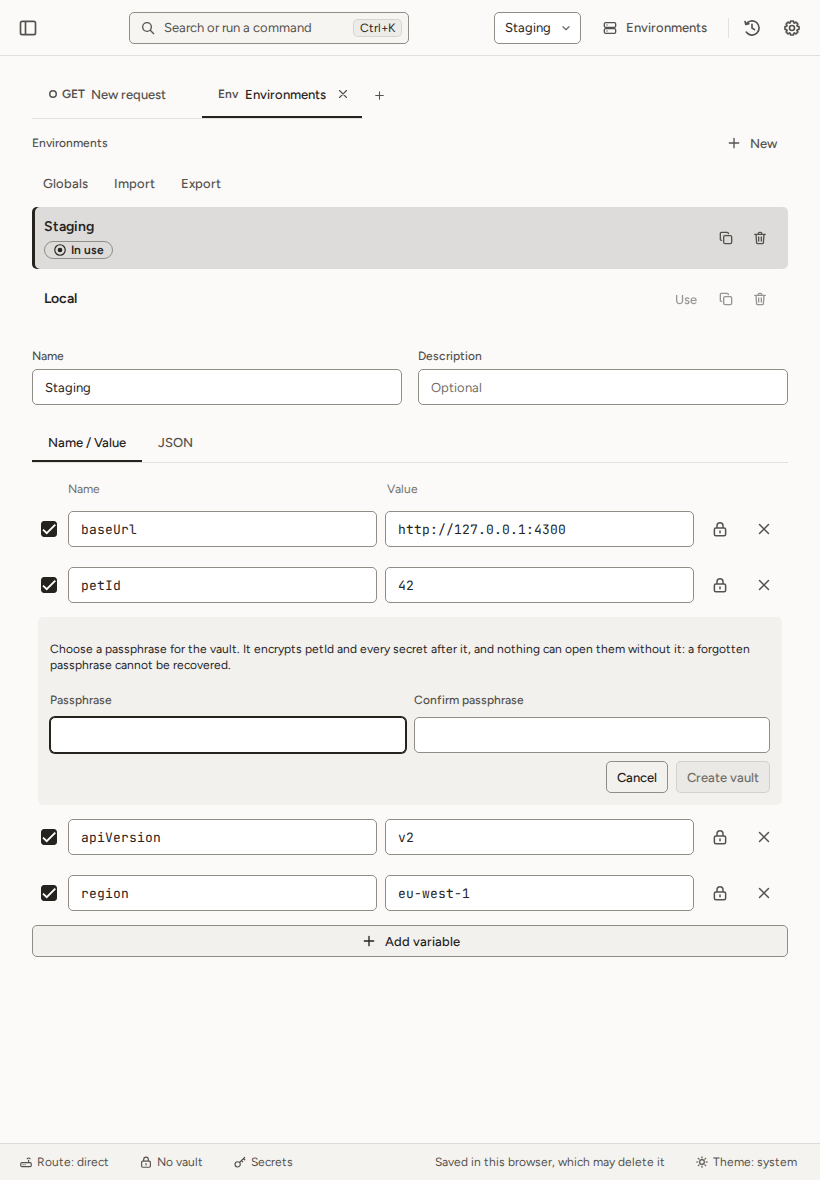 Search or run a command Ctrl+K Staging Environments
GET New request Env Environments
Environments New
Globals Import Export
Staging
In use
Local Use
Name Description
Staging Optional
Name / Value JSON
Name Value
baseUrl http://127.0.0.1:4300
petId 42
Choose a passphrase for the vault. It encrypts petId and every secret after it, and nothing can open them without it: a forgotten
passphrase cannot be recovered.
Passphrase Confirm passphrase
Cancel Create vault
apiVersion v2
region eu-west-1
Add variable
Route: direct No vault Secrets Saved in this browser, which may delete it Theme: system